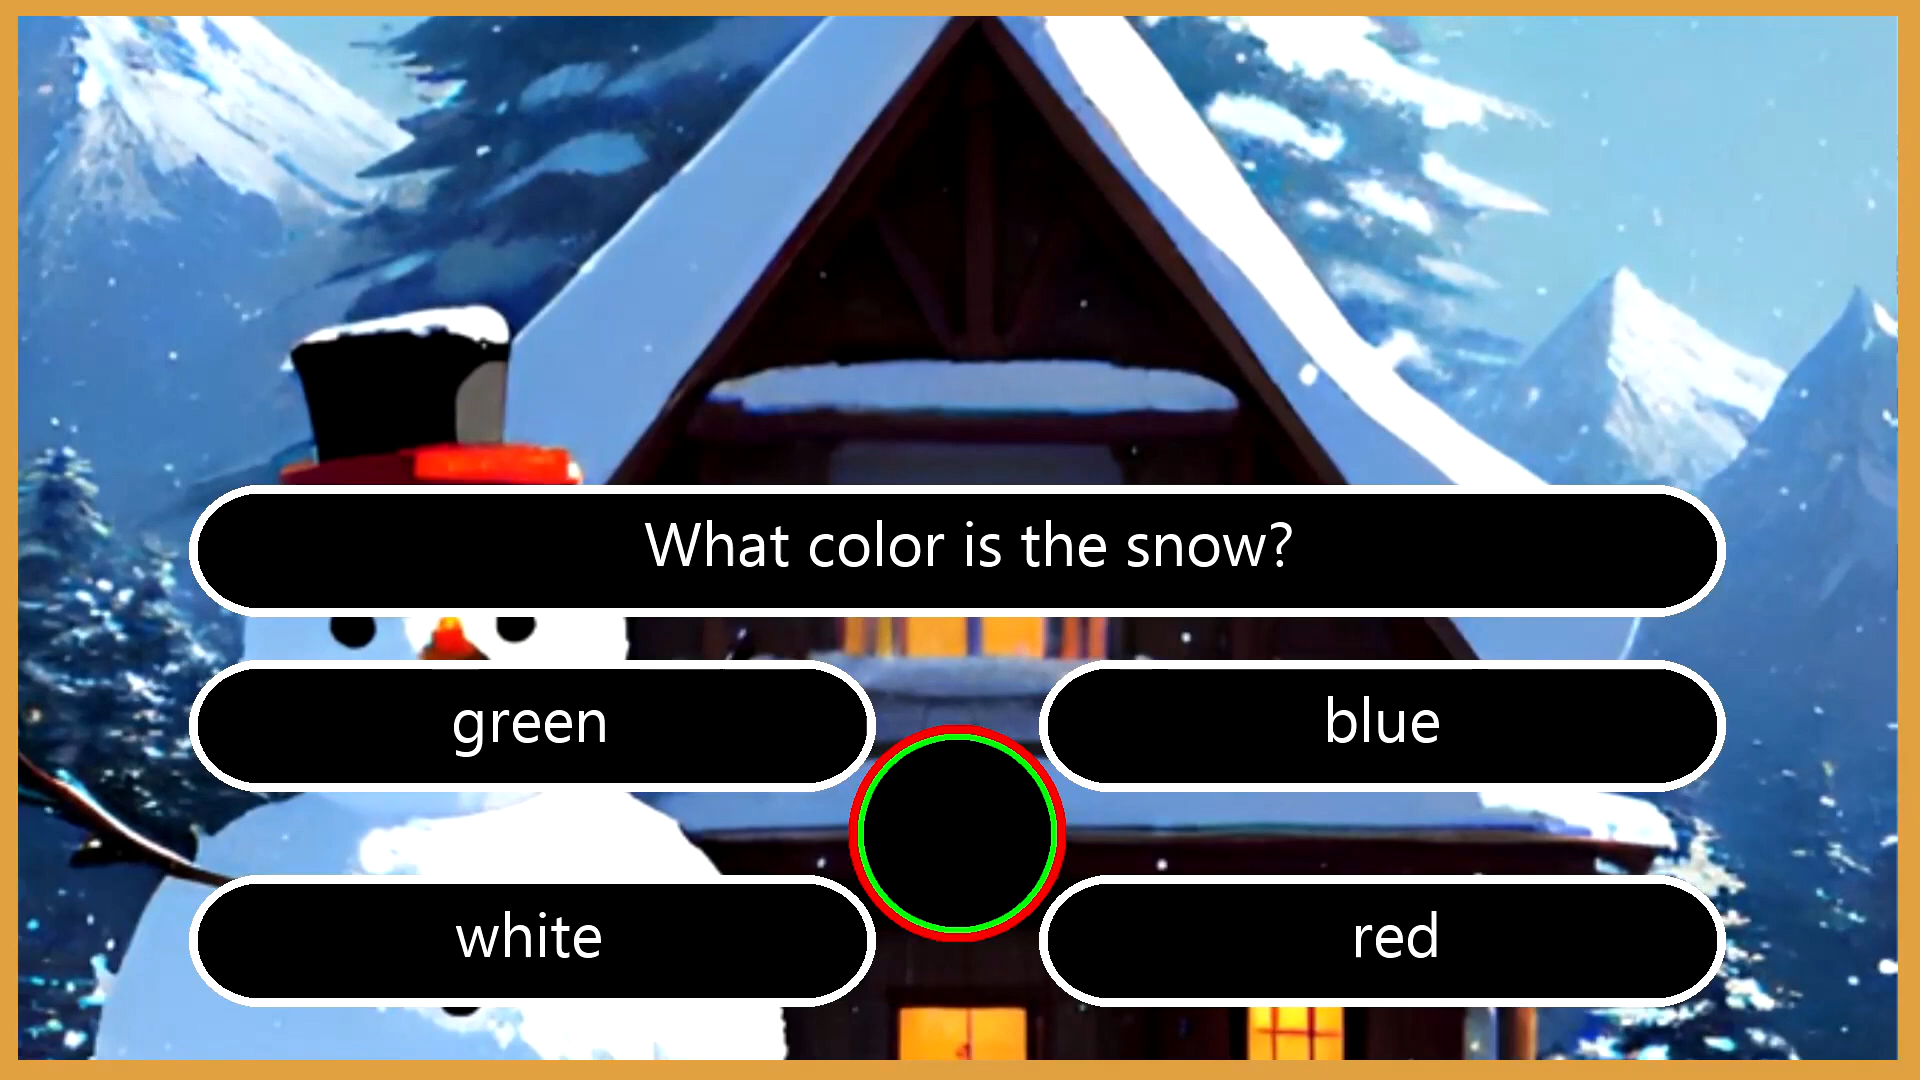 What color is the snow?
green
blue
white
red